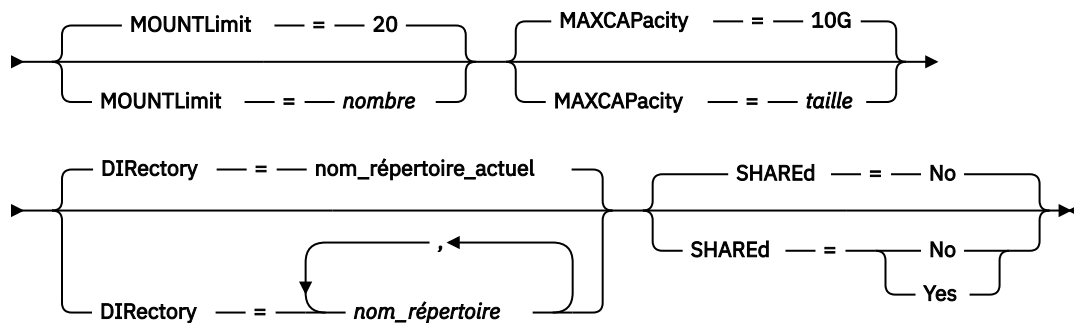 MOUNTLimit = 20 MAXCAPacity = 10G
MOUNTLimit = nombre MAXCAPacity = taille
DIRectory = nom_répertoire_actuel SHAREd = No
,
SHAREd = No
Yes
DIRectory = nom_répertoire